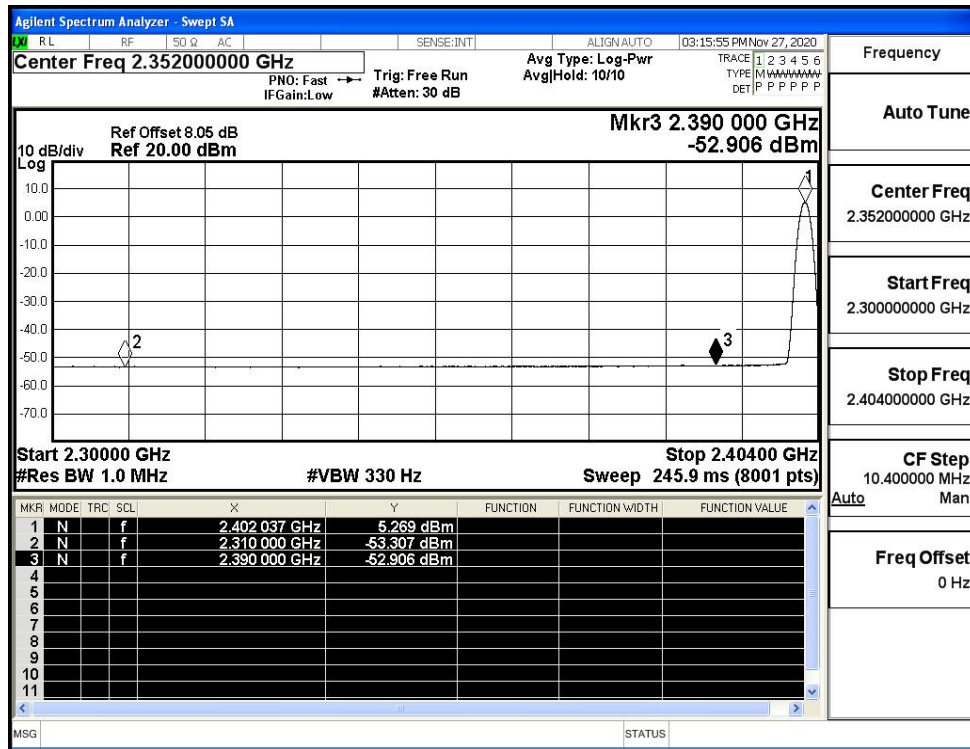 Agilent Spectrum Analyzer - Swept SA
LXI RL RF 50 Ω AC SENSE:INT ALIGNAUTO 03:15:55 PM Nov 27, 2020
Center Freq 2.352000000 GHz
PNO: Fast
IFGain:Low
Trig: Free Run
#Atten: 30 dB
Avg Type: Log-Pwr
Avg|Hold: 10/10
TRACE 1 2 3 4 5 6
TYPE M WWWWW
DET P P P P P P
Ref Offset 8.05 dB
10 dB/div Ref 20.00 dBm
Log
Mkr3 2.390 000 GHz
-52.906 dBm
10.0
0.00
-10.0
-20.0
-30.0
-40.0
-50.0
-60.0
-70.0
1
2
3
Start 2.30000 GHz Stop 2.40400 GHz
#Res BW 1.0 MHz #VBW 330 Hz Sweep 245.9 ms (8001 pts)
MKR MODE TRC SCL X Y FUNCTION FUNCTION WIDTH FUNCTION VALUE
1 N f 2.402 037 GHz 5.269 dBm
2 N f 2.310 000 GHz -53.307 dBm
3 N f 2.390 000 GHz -52.906 dBm
4
5
6
7
8
9
10
11
MSG STATUS
Frequency
Auto Tune
Center Freq
2.352000000 GHz
Start Freq
2.300000000 GHz
Stop Freq
2.404000000 GHz
CF Step
10.400000 MHz
Auto Man
Freq Offset
0 Hz